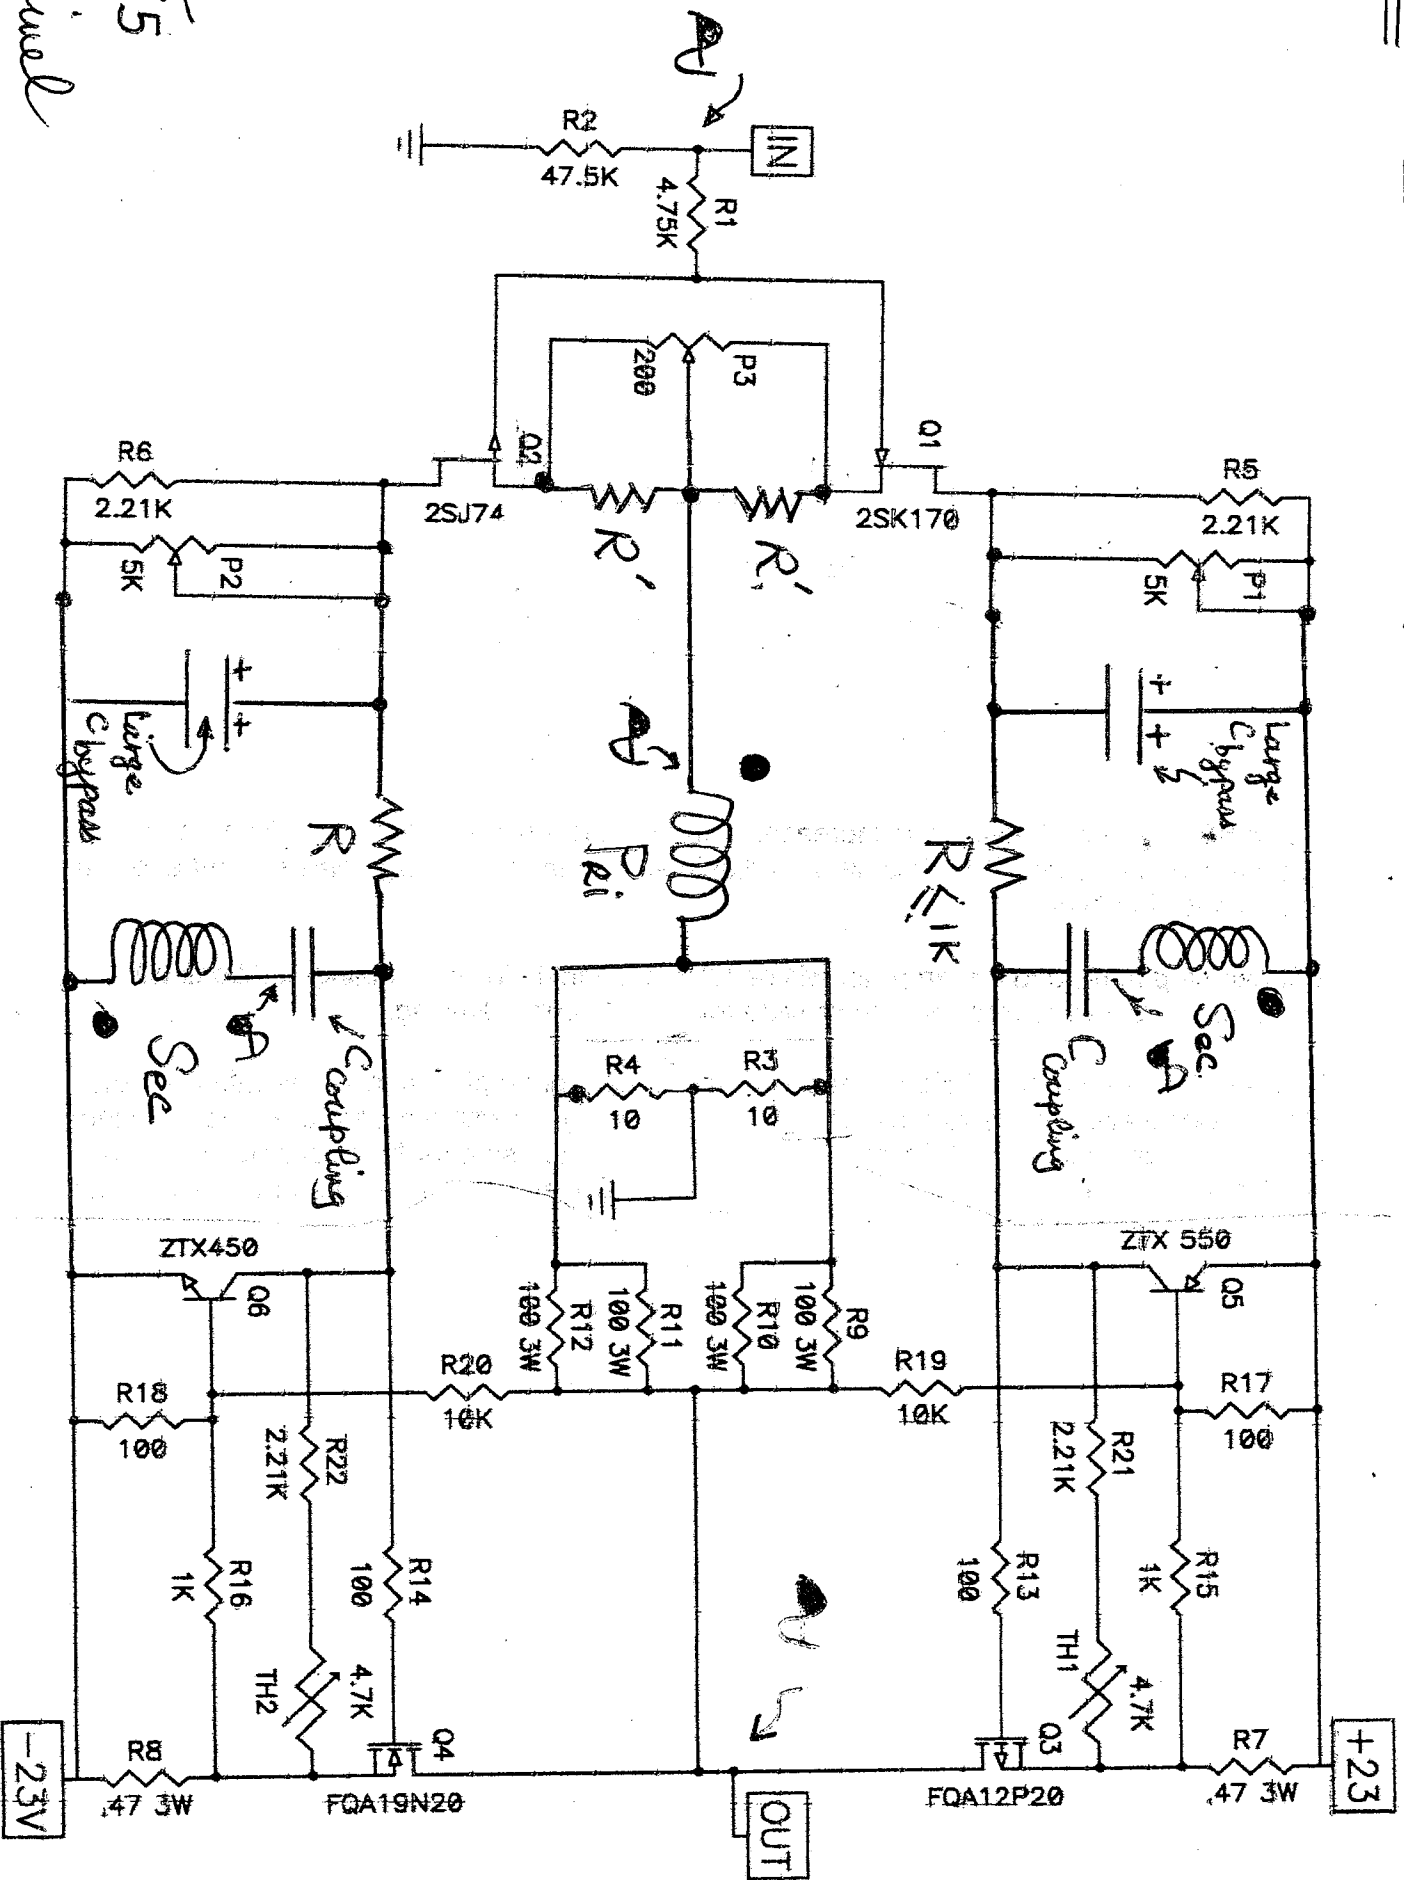 F5
IN
R2
47.5K
R1
4.75K
P3
200
Q1
Q2
R6
2.21K
2SJ74
R'
R'
2SK170
R5
2.21K
P2
5K
P1
5K
+
+
Large
C bypass
+
+
Large
C bypass
R
Pri
R ≤ 1K
Sec
C
coupling
Sec
C
coupling
R4
10
R3
10
ZTX450
Q6
ZTX 550
Q5
R12
100 3W
R11
100 3W
R10
100 3W
R9
100 3W
R20
10K
R19
10K
R18
100
R17
100
R22
2.21K
R21
2.21K
R16
1K
R14
100
R13
100
R15
1K
TH2
4.7K
TH1
4.7K
Q4
FQA19N20
Q3
FQA12P20
R8
.47 3W
R7
.47 3W
-23V
OUT
+23